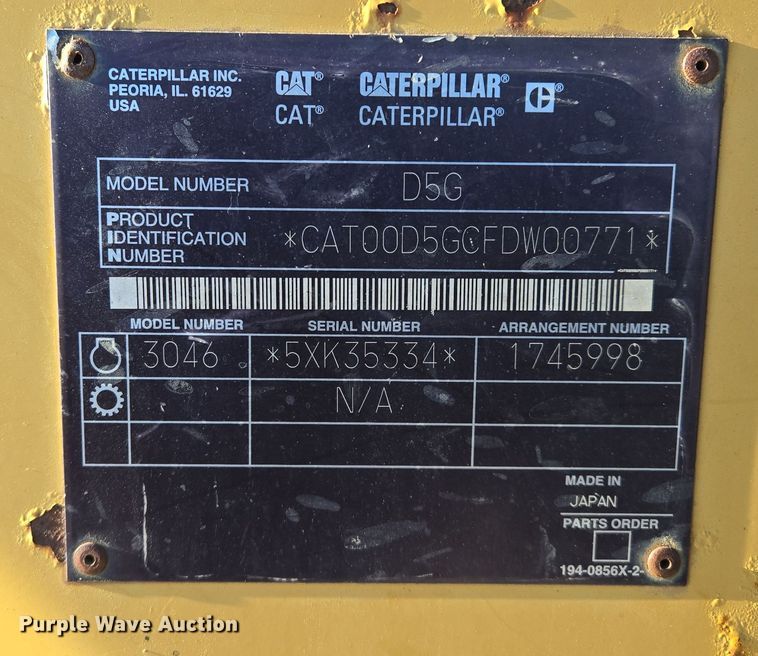 CATERPILLAR INC.
PEORIA, IL. 61629
USA
CAT® CATERPILLAR® C®
CAT® CATERPILLAR®
MODEL NUMBER D5G
PRODUCT
IDENTIFICATION *CAT00D5GCFDW00771*
NUMBER
MODEL NUMBER SERIAL NUMBER ARRANGEMENT NUMBER
3046 *5XK35334* 1745998
N/A
MADE IN
JAPAN
PARTS ORDER
194-0856X-2-
Purple Wave Auction